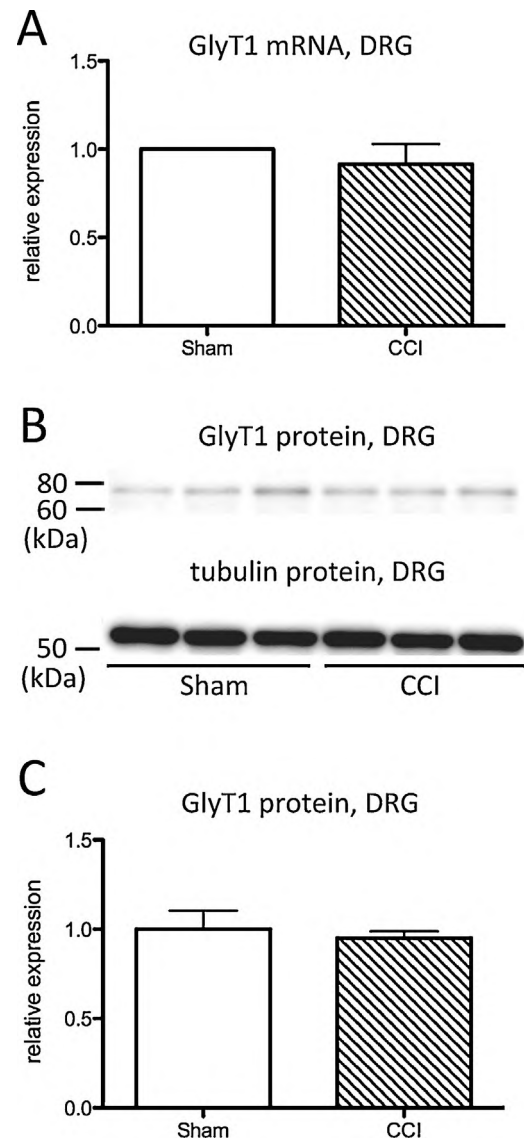 A
GlyT1 mRNA, DRG
relative expression
1.5
1.0
0.5
0.0
Sham CCI
B
GlyT1 protein, DRG
80
60
(kDa)
tubulin protein, DRG
50
(kDa)
Sham CCI
C
GlyT1 protein, DRG
relative expression
1.5
1.0
0.5
0.0
Sham CCI